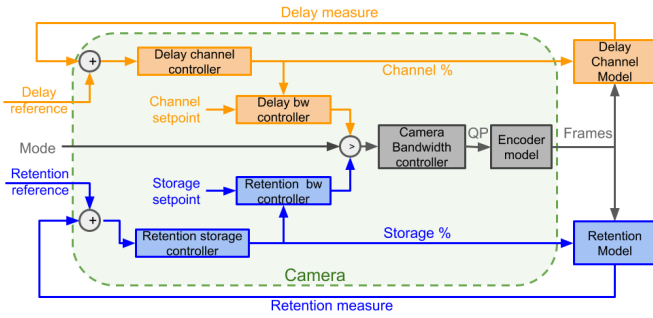 Delay measure
+
Delay channel
controller
Delay
Channel
Model
Channel %
Delay
reference
Channel
setpoint
Delay bw
controller
Mode
>
Camera
Bandwidth
controller
QP
Encoder
model
Frames
Retention
reference
Storage
setpoint
Retention bw
controller
+
Retention storage
controller
Storage %
Retention
Model
Camera
Retention measure